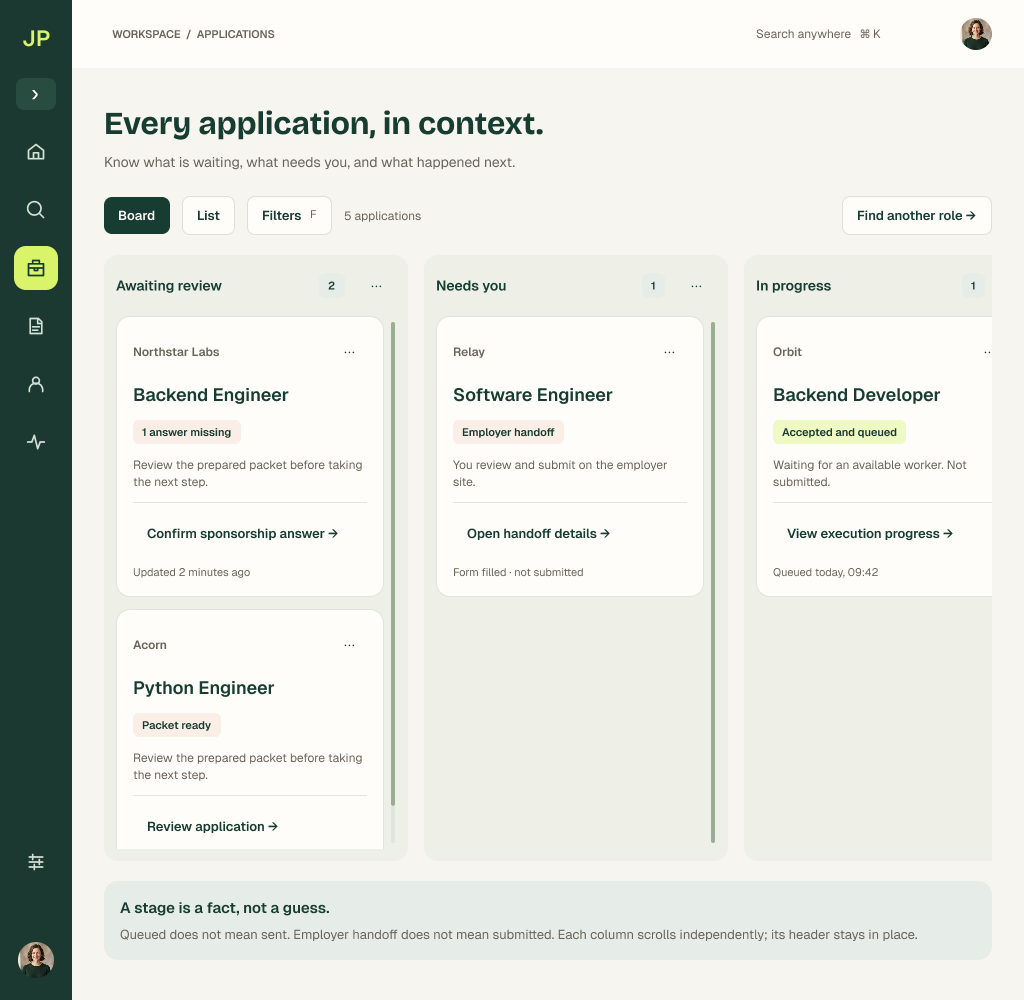 JP
WORKSPACE / APPLICATIONS
Search anywhere ⌘ K
Every application, in context.
Know what is waiting, what needs you, and what happened next.
Board
List
Filters F
5 applications
Find another role →
Awaiting review 2 ...
Northstar Labs ...
Backend Engineer
1 answer missing
Review the prepared packet before taking
the next step.
Confirm sponsorship answer →
Updated 2 minutes ago
Acorn ...
Python Engineer
Packet ready
Review the prepared packet before taking
the next step.
Review application →
Needs you 1 ...
Relay ...
Software Engineer
Employer handoff
You review and submit on the employer
site.
Open handoff details →
Form filled · not submitted
In progress 1
Orbit ..
Backend Developer
Accepted and queued
Waiting for an available worker. Not
submitted.
View execution progress →
Queued today, 09:42
A stage is a fact, not a guess.
Queued does not mean sent. Employer handoff does not mean submitted. Each column scrolls independently; its header stays in place.